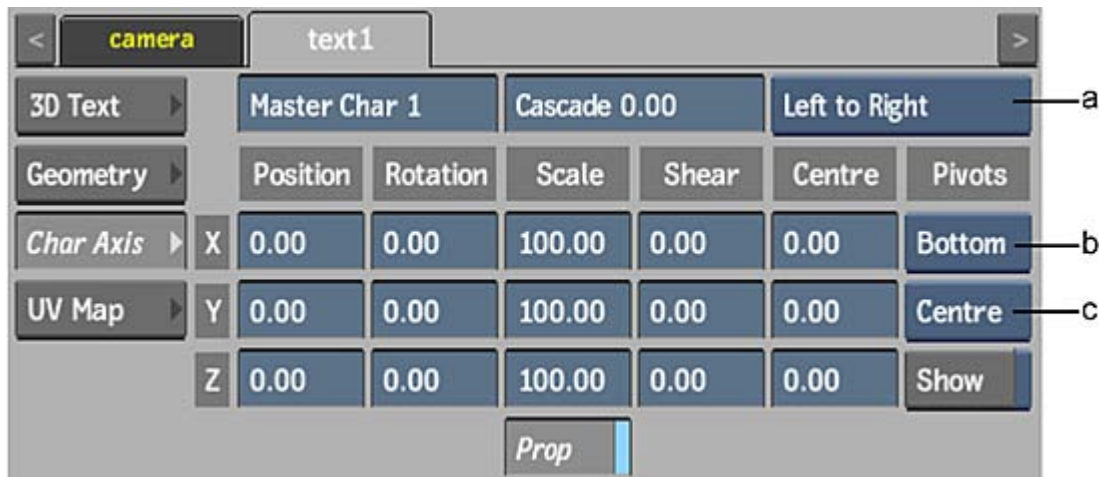 < camera text1 >
3D Text Master Char 1 Cascade 0.00 Left to Right a
Geometry Position Rotation Scale Shear Centre Pivots
Char Axis X 0.00 0.00 100.00 0.00 0.00 Bottom b
UV Map Y 0.00 0.00 100.00 0.00 0.00 Centre c
Z 0.00 0.00 100.00 0.00 0.00 Show
Prop